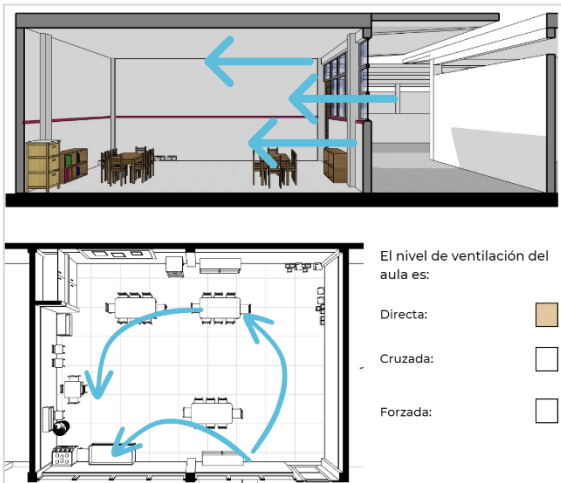 El nivel de ventilación del
aula es:
Directa:
Cruzada:
Forzada: